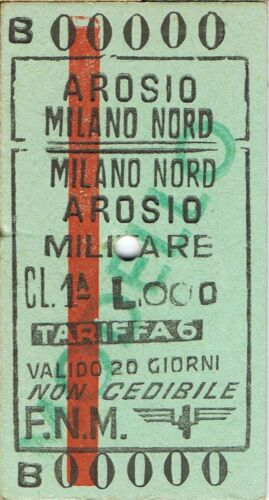 B 00000
AROSIO
MILANO NORD
MILANO NORD
AROSIO
MILITARE
CL. 1ª L.000
TARIFFA 6
VALIDO 20 GIORNI
NON CEDIBILE
F.N.M.
B 00000
MODELLO